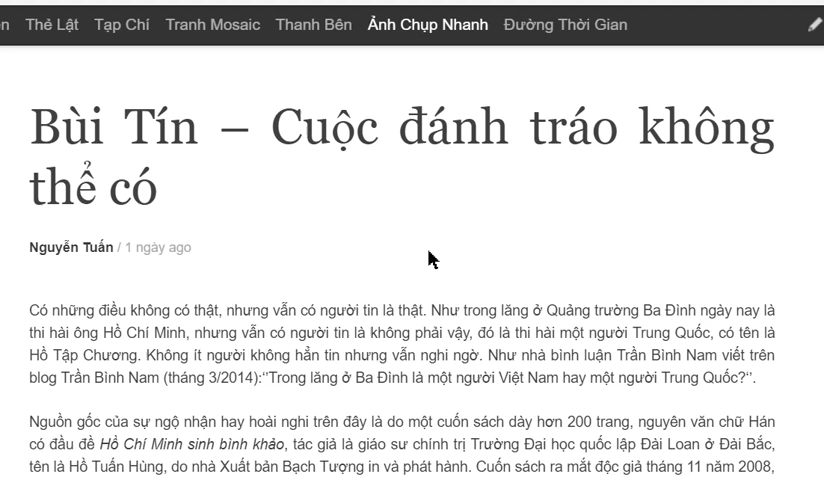 Thẻ Lật Tạp Chí Tranh Mosaic Thanh Bên Ảnh Chụp Nhanh Đường Thời Gian
Bùi Tín – Cuộc đánh tráo không
thể có
Nguyễn Tuấn / 1 ngày ago
Có những điều không có thật, nhưng vẫn có người tin là thật. Như trong lăng ở Quảng trường Ba Đình ngày nay là
thi hài ông Hồ Chí Minh, nhưng vẫn có người tin là không phải vậy, đó là thi hài một người Trung Quốc, có tên là
Hồ Tập Chương. Không ít người không hẳn tin nhưng vẫn nghi ngờ. Như nhà bình luận Trần Bình Nam viết trên
blog Trần Bình Nam (tháng 3/2014):‘’Trong lăng ở Ba Đình là một người Việt Nam hay một người Trung Quốc?‘’.
Nguồn gốc của sự ngộ nhận hay hoài nghi trên đây là do một cuốn sách dày hơn 200 trang, nguyên văn chữ Hán
có đầu đề Hồ Chí Minh sinh bình khảo, tác giả là giáo sư chính trị Trường Đại học quốc lập Đài Loan ở Đài Bắc,
tên là Hồ Tuấn Hùng, do nhà Xuất bản Bạch Tượng in và phát hành. Cuốn sách ra mắt độc giả tháng 11 năm 2008,